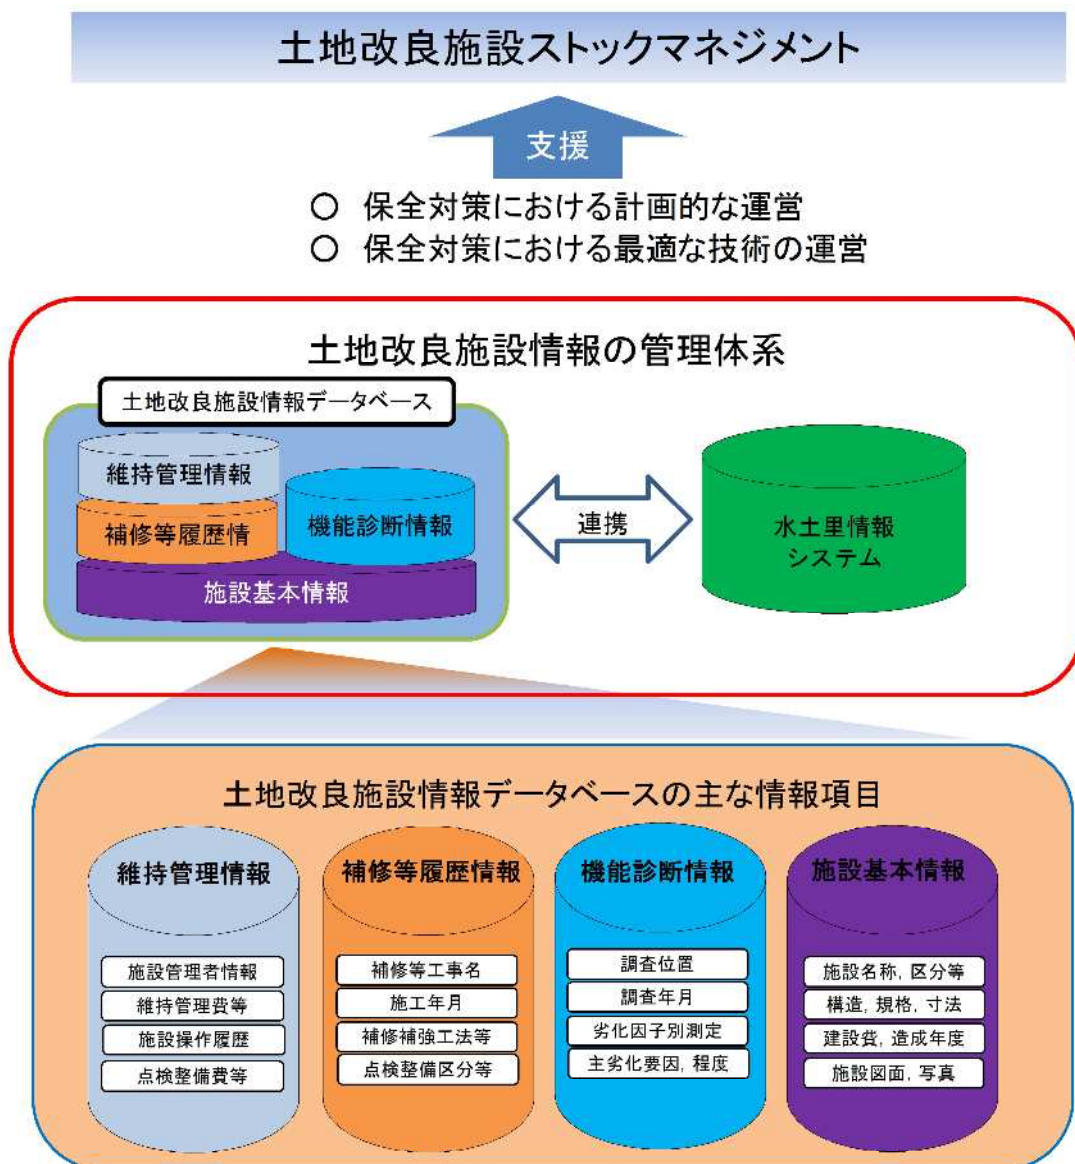 土地改良施設ストックマネジメント
支援
○ 保全対策における計画的な運営
○ 保全対策における最適な技術の運営
土地改良施設情報の管理体系
土地改良施設情報データベース
維持管理情報
補修等履歴情
機能診断情報
施設基本情報
連携
水土里情報
システム
土地改良施設情報データベースの主な情報項目
維持管理情報
施設管理者情報
維持管理費等
施設操作履歴
点検整備費等
補修等履歴情報
補修等工事名
施工年月
補修補強工法等
点検整備区分等
機能診断情報
調査位置
調査年月
劣化因子別測定
主劣化要因, 程度
施設基本情報
施設名称, 区分等
構造, 規格, 寸法
建設費, 造成年度
施設図面, 写真